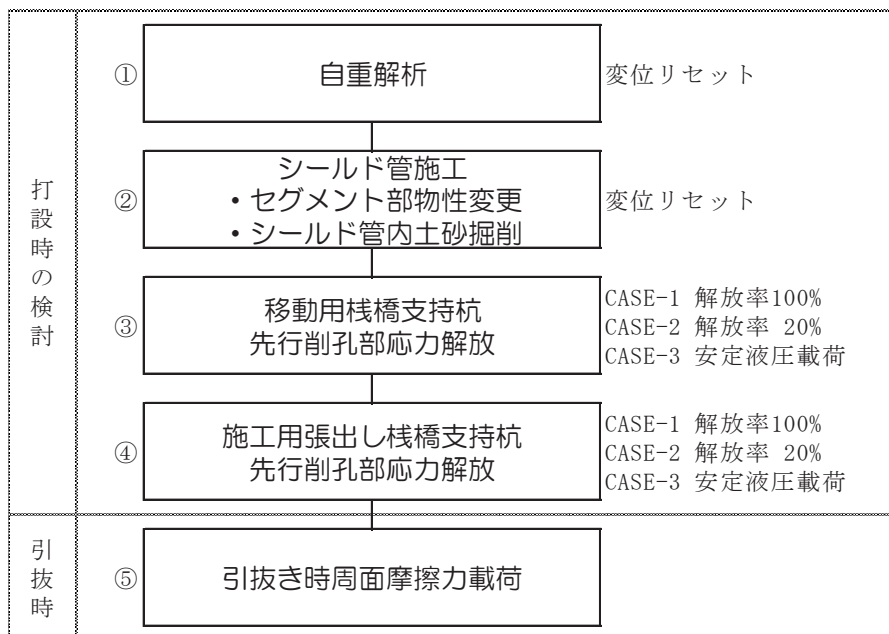 打設時の検討
①
自重解析
変位リセット
②
シールド管施工
・セグメント部物性変更
・シールド管内土砂掘削
変位リセット
③
移動用桟橋支持杭
先行削孔部応力解放
CASE-1 解放率100%
CASE-2 解放率 20%
CASE-3 安定液圧載荷
④
施工用張出し桟橋支持杭
先行削孔部応力解放
CASE-1 解放率100%
CASE-2 解放率 20%
CASE-3 安定液圧載荷
引抜時
⑤
引抜き時周面摩擦力載荷